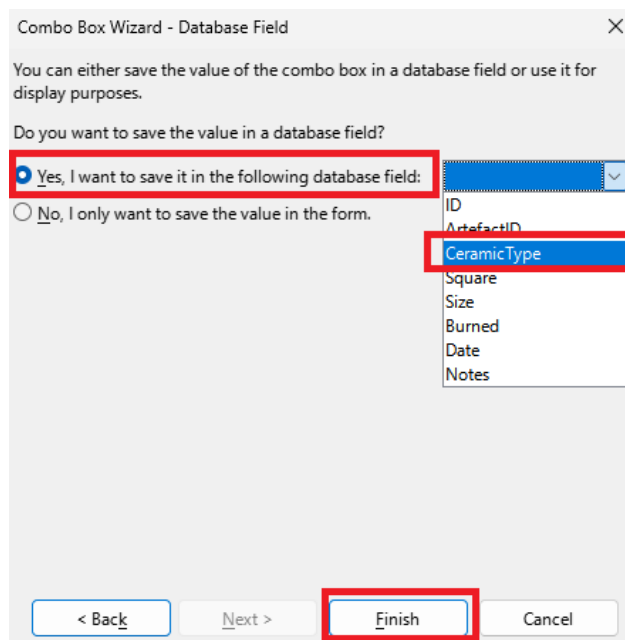 Combo Box Wizard - Database Field
You can either save the value of the combo box in a database field or use it for
display purposes.
Do you want to save the value in a database field?
Yes, I want to save it in the following database field:
No, I only want to save the value in the form.
ID
ArtefactID
CeramicType
Square
Size
Burned
Date
Notes
< Back
Next >
Finish
Cancel